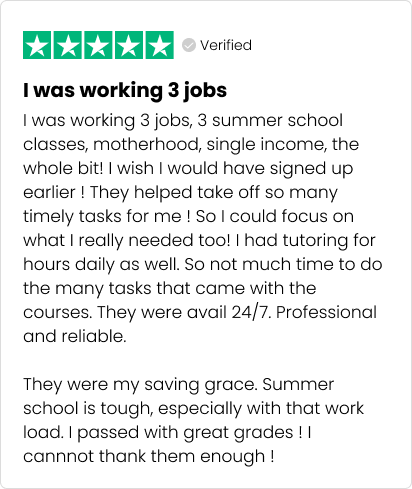 Verified
I was working 3 jobs
I was working 3 jobs, 3 summer school
classes, motherhood, single income, the
whole bit! I wish I would have signed up
earlier ! They helped take off so many
timely tasks for me ! So I could focus on
what I really needed too! I had tutoring for
hours daily as well. So not much time to do
the many tasks that came with the
courses. They were avail 24/7. Professional
and reliable.
They were my saving grace. Summer
school is tough, especially with that work
load. I passed with great grades ! I
cannnot thank them enough !